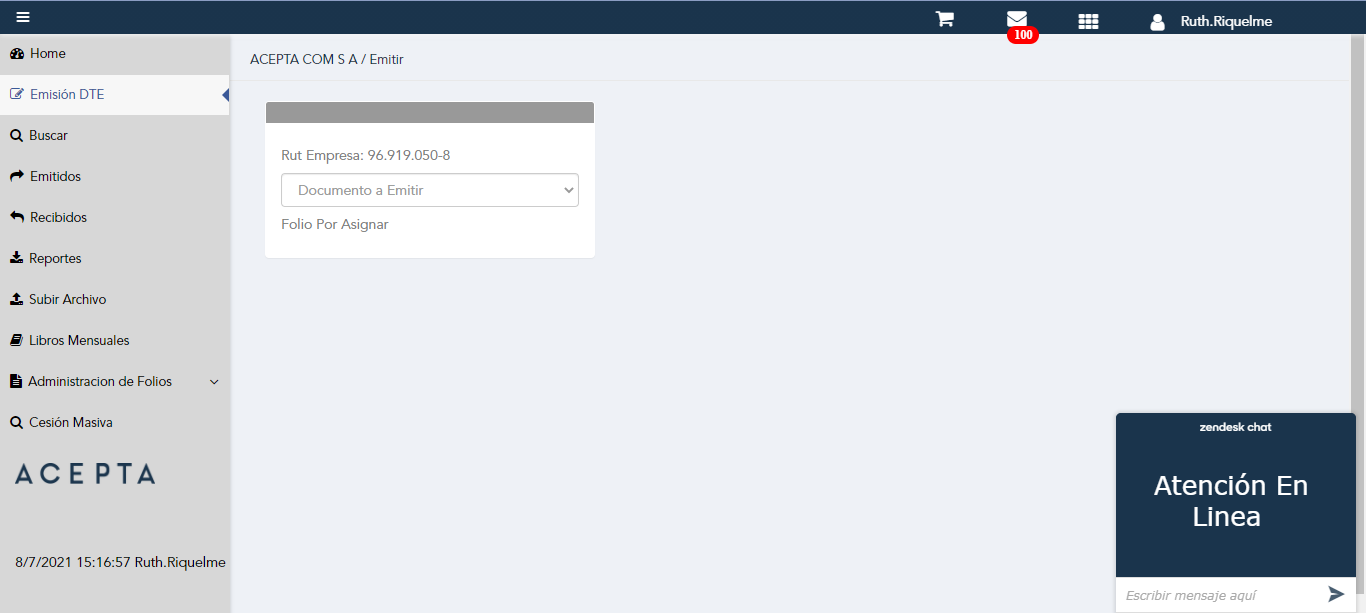 100
Ruth.Riquelme
Home
Emisión DTE
Buscar
Emitidos
Recibidos
Reportes
Subir Archivo
Libros Mensuales
Administracion de Folios
Cesión Masiva
ACEPTA
8/7/2021 15:16:57 Ruth.Riquelme
ACEPTA COM S A / Emitir
Rut Empresa: 96.919.050-8
Documento a Emitir
Folio Por Asignar
zendesk chat
Atención En
Linea
Escribir mensaje aquí